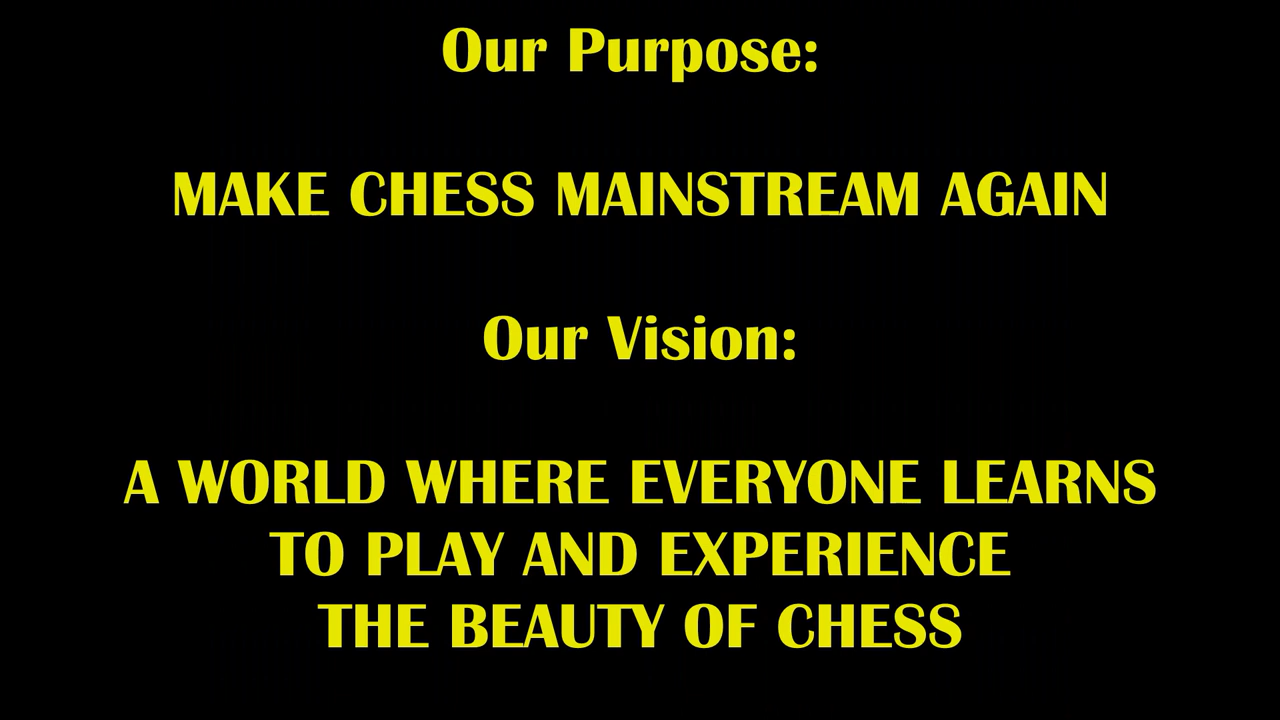 Our Purpose:
MAKE CHESS MAINSTREAM AGAIN
Our Vision:
A WORLD WHERE EVERYONE LEARNS
TO PLAY AND EXPERIENCE
THE BEAUTY OF CHESS